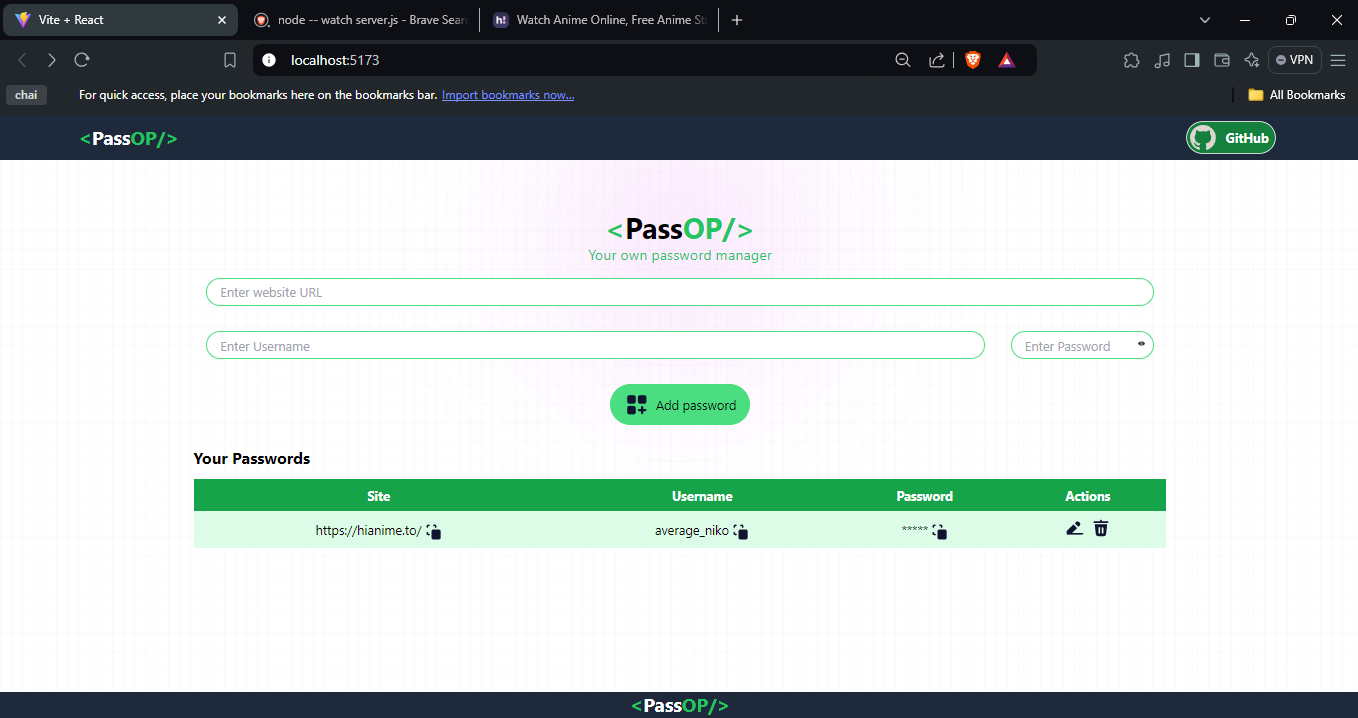 Vite + React
node -- watch server.js - Brave Sear
h! Watch Anime Online, Free Anime St
localhost:5173
VPN
chai
For quick access, place your bookmarks here on the bookmarks bar. Import bookmarks now...
All Bookmarks
<PassOP/>
GitHub
<PassOP/>
Your own password manager
Enter website URL
Enter Username
Enter Password
Add password
Your Passwords
Site Username Password Actions
https://hianime.to/ average_niko *****
<PassOP/>